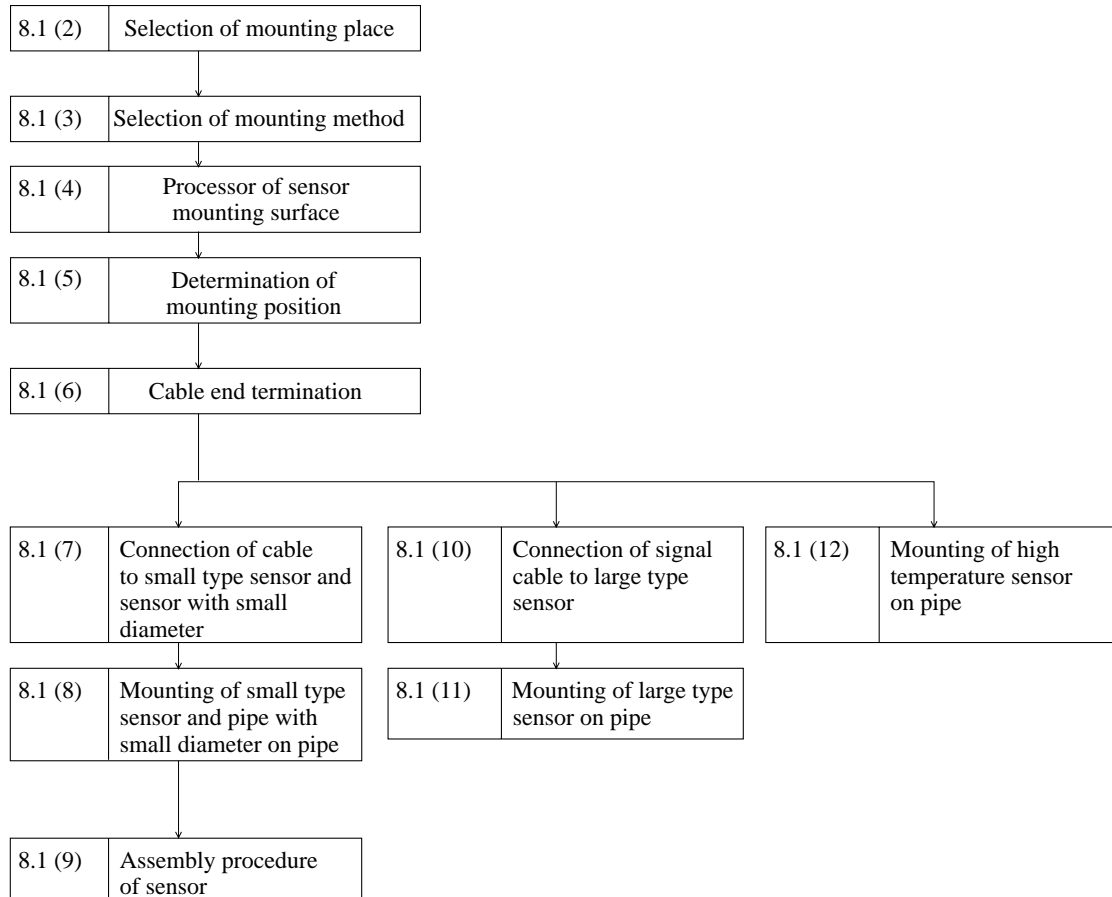 8.1 (2) Selection of mounting place
8.1 (3) Selection of mounting method
8.1 (4) Processor of sensor
mounting surface
8.1 (5) Determination of
mounting position
8.1 (6) Cable end termination
8.1 (7) Connection of cable
to small type sensor and
sensor with small
diameter
8.1 (8) Mounting of small type
sensor and pipe with
small diameter on pipe
8.1 (9) Assembly procedure
of sensor
8.1 (10) Connection of signal
cable to large type
sensor
8.1 (11) Mounting of large type
sensor on pipe
8.1 (12) Mounting of high
temperature sensor
on pipe